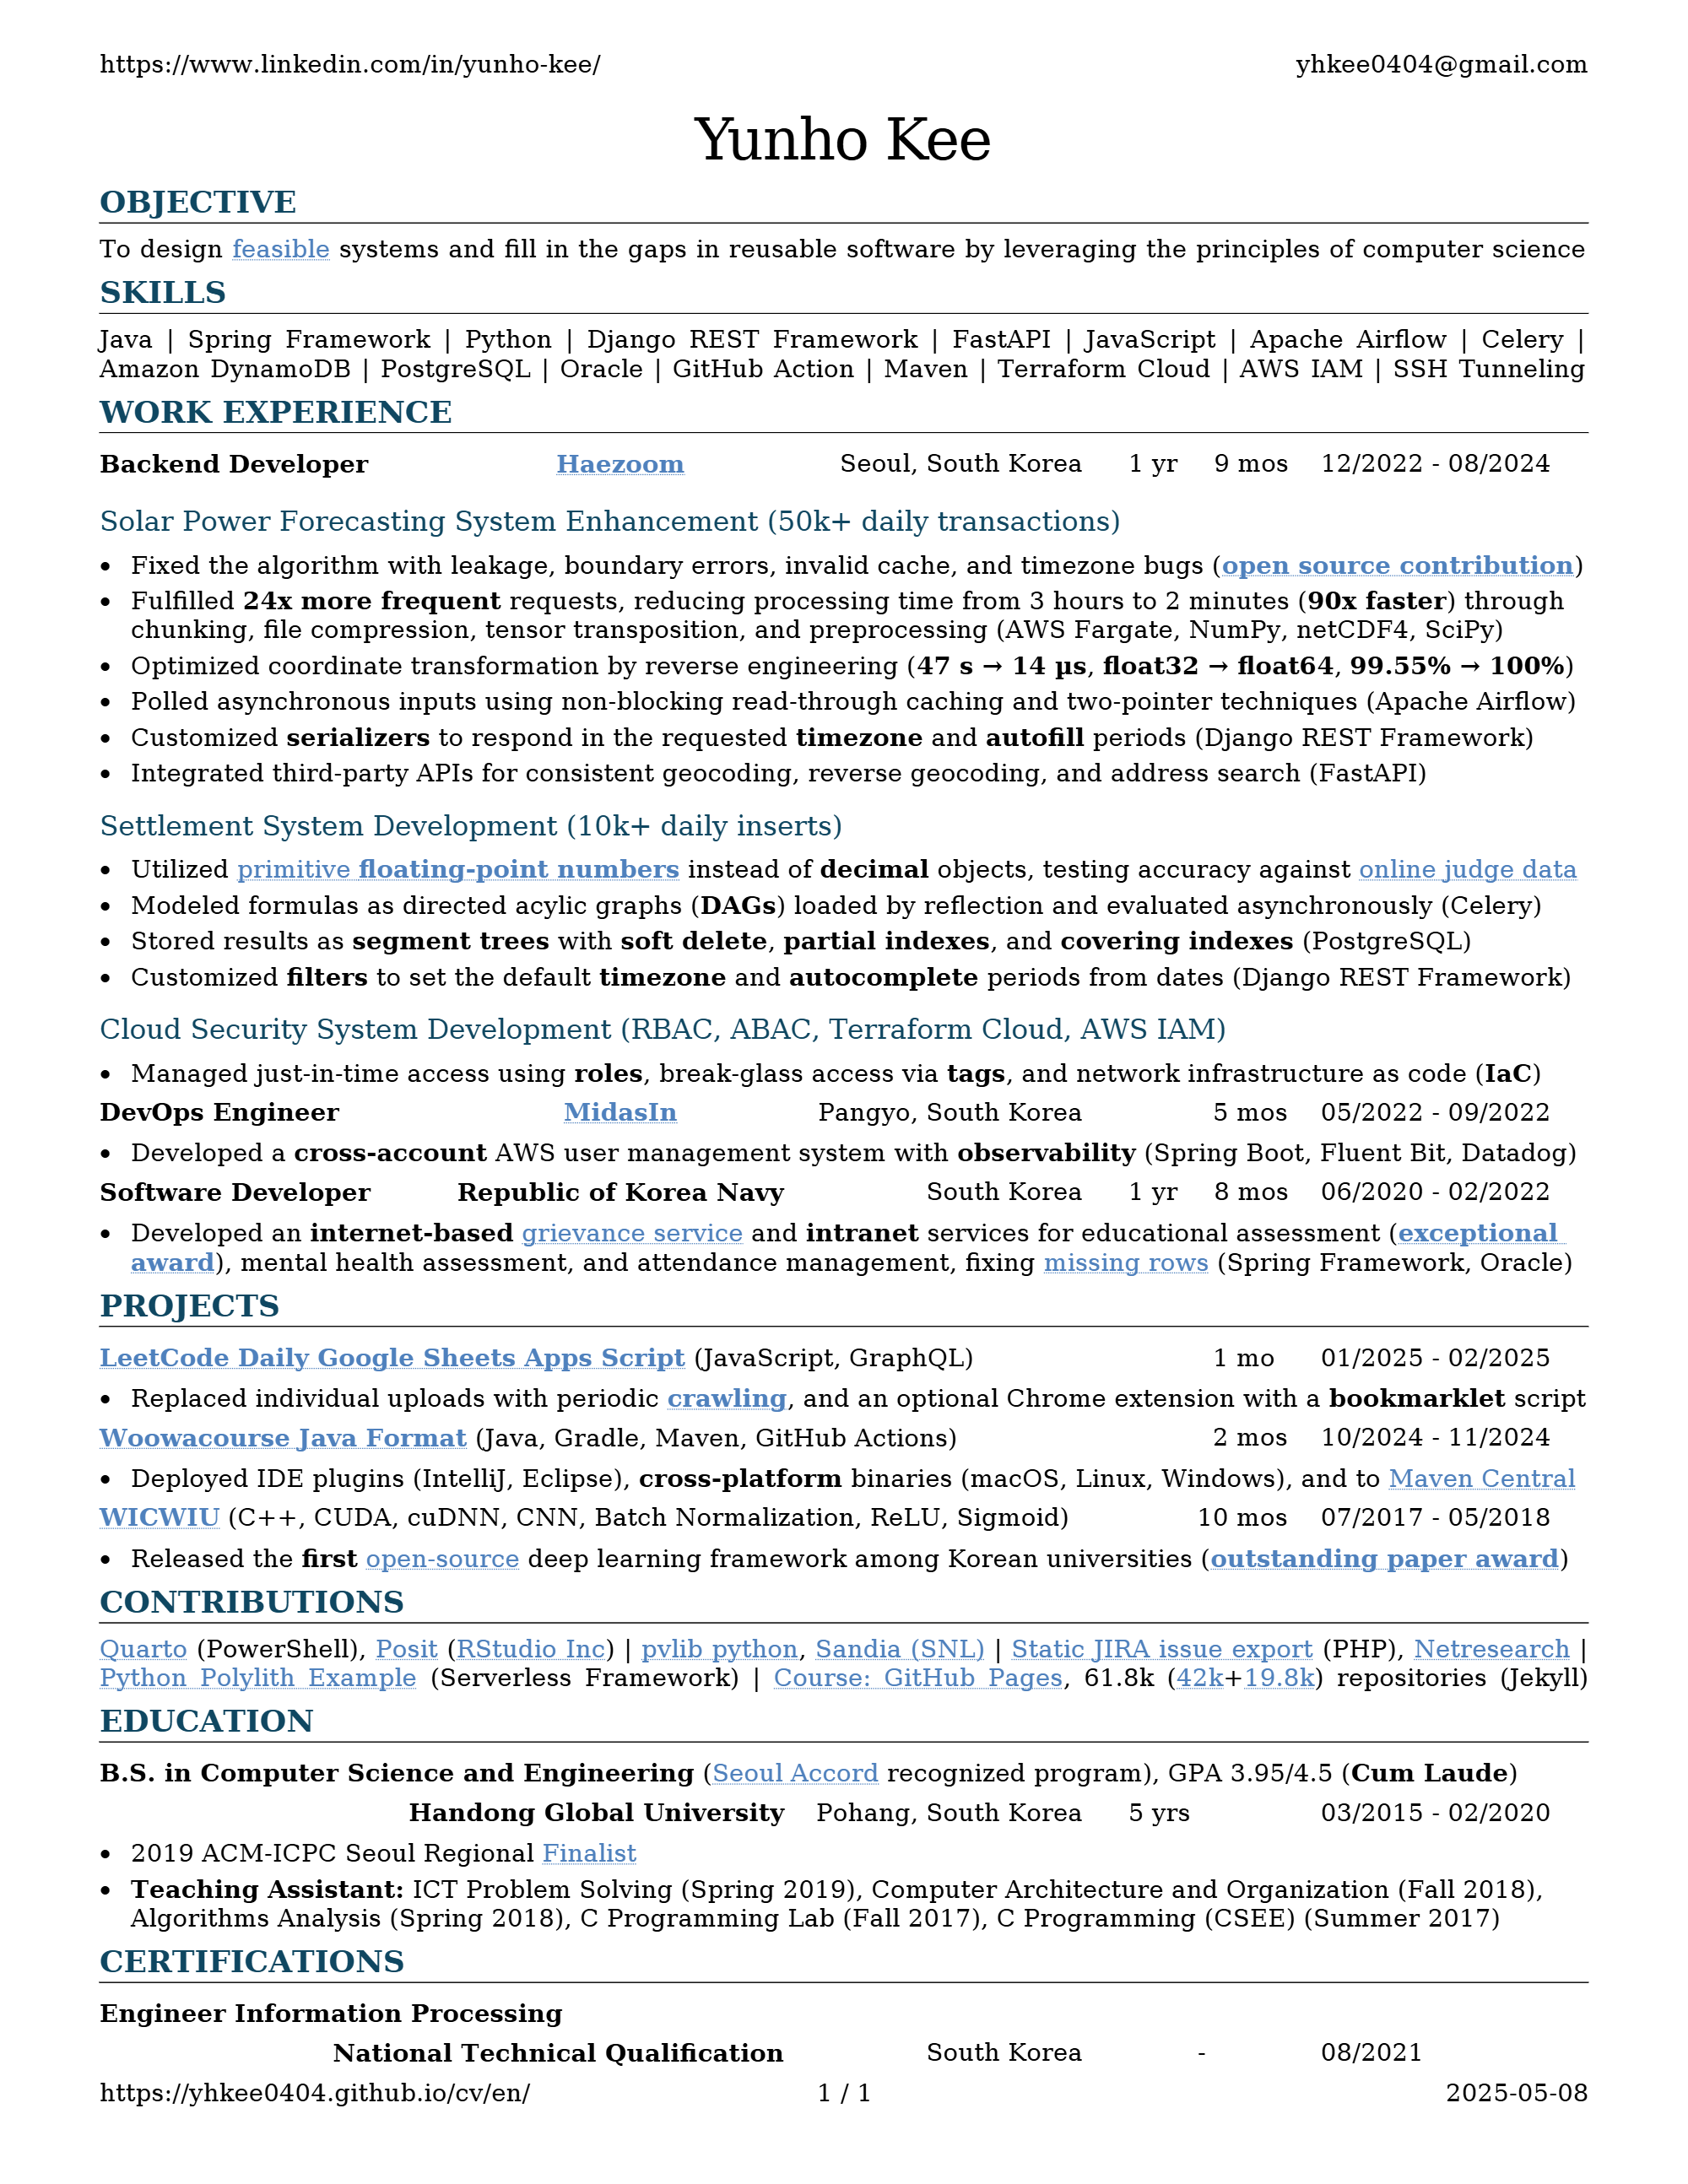 https://www.linkedin.com/in/yunho-kee/ yhkee0404@gmail.com
Yunho Kee
OBJECTIVE
To design feasible systems and fill in the gaps in reusable software by leveraging the principles of computer science
SKILLS
Java | Spring Framework | Python | Django REST Framework | FastAPI | JavaScript | Apache Airflow | Celery |
Amazon DynamoDB | PostgreSQL | Oracle | GitHub Action | Maven | Terraform Cloud | AWS IAM | SSH Tunneling
WORK EXPERIENCE
Backend Developer Haezoom Seoul, South Korea 1 yr 9 mos 12/2022 - 08/2024
Solar Power Forecasting System Enhancement (50k+ daily transactions)
• Fixed the algorithm with leakage, boundary errors, invalid cache, and timezone bugs (open source contribution)
• Fulfilled 24x more frequent requests, reducing processing time from 3 hours to 2 minutes (90x faster) through
chunking, file compression, tensor transposition, and preprocessing (AWS Fargate, NumPy, netCDF4, SciPy)
• Optimized coordinate transformation by reverse engineering (47 s → 14 µs, float32 → float64, 99.55% → 100%)
• Polled asynchronous inputs using non-blocking read-through caching and two-pointer techniques (Apache Airflow)
• Customized serializers to respond in the requested timezone and autofill periods (Django REST Framework)
• Integrated third-party APIs for consistent geocoding, reverse geocoding, and address search (FastAPI)
Settlement System Development (10k+ daily inserts)
• Utilized primitive floating-point numbers instead of decimal objects, testing accuracy against online judge data
• Modeled formulas as directed acylic graphs (DAGs) loaded by reflection and evaluated asynchronously (Celery)
• Stored results as segment trees with soft delete, partial indexes, and covering indexes (PostgreSQL)
• Customized filters to set the default timezone and autocomplete periods from dates (Django REST Framework)
Cloud Security System Development (RBAC, ABAC, Terraform Cloud, AWS IAM)
• Managed just-in-time access using roles, break-glass access via tags, and network infrastructure as code (IaC)
DevOps Engineer MidasIn Pangyo, South Korea 5 mos 05/2022 - 09/2022
• Developed a cross-account AWS user management system with observability (Spring Boot, Fluent Bit, Datadog)
Software Developer Republic of Korea Navy South Korea 1 yr 8 mos 06/2020 - 02/2022
• Developed an internet-based grievance service and intranet services for educational assessment (exceptional
award), mental health assessment, and attendance management, fixing missing rows (Spring Framework, Oracle)
PROJECTS
LeetCode Daily Google Sheets Apps Script (JavaScript, GraphQL) 1 mo 01/2025 - 02/2025
• Replaced individual uploads with periodic crawling, and an optional Chrome extension with a bookmarklet script
Woowacourse Java Format (Java, Gradle, Maven, GitHub Actions) 2 mos 10/2024 - 11/2024
• Deployed IDE plugins (IntelliJ, Eclipse), cross-platform binaries (macOS, Linux, Windows), and to Maven Central
WICWIU (C++, CUDA, cuDNN, CNN, Batch Normalization, ReLU, Sigmoid) 10 mos 07/2017 - 05/2018
• Released the first open-source deep learning framework among Korean universities (outstanding paper award)
CONTRIBUTIONS
Quarto (PowerShell), Posit (RStudio Inc) | pvlib python, Sandia (SNL) | Static JIRA issue export (PHP), Netresearch |
Python Polylith Example (Serverless Framework) | Course: GitHub Pages, 61.8k (42k+19.8k) repositories (Jekyll)
EDUCATION
B.S. in Computer Science and Engineering (Seoul Accord recognized program), GPA 3.95/4.5 (Cum Laude)
Handong Global University Pohang, South Korea 5 yrs 03/2015 - 02/2020
• 2019 ACM-ICPC Seoul Regional Finalist
• Teaching Assistant: ICT Problem Solving (Spring 2019), Computer Architecture and Organization (Fall 2018),
Algorithms Analysis (Spring 2018), C Programming Lab (Fall 2017), C Programming (CSEE) (Summer 2017)
CERTIFICATIONS
Engineer Information Processing
National Technical Qualification South Korea - 08/2021
https://yhkee0404.github.io/cv/en/ 1 / 1 2025-05-08